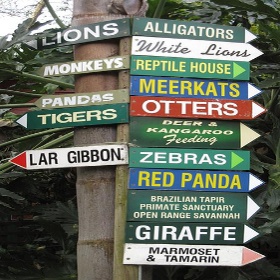 LIONS
MONKEYS
PANDAS
TIGERS
LAR GIBBON
ALLIGATORS
White Lions
REPTILE HOUSE
MEERKATS
OTTERS
DEER &
KANGAROO
Feeding
ZEBRAS
RED PANDA
BRAZILIAN TAPIR
PRIMATE SANCTUARY
OPEN RANGE SAVANNAH
GIRAFFE
MARMOSET
& TAMARIN